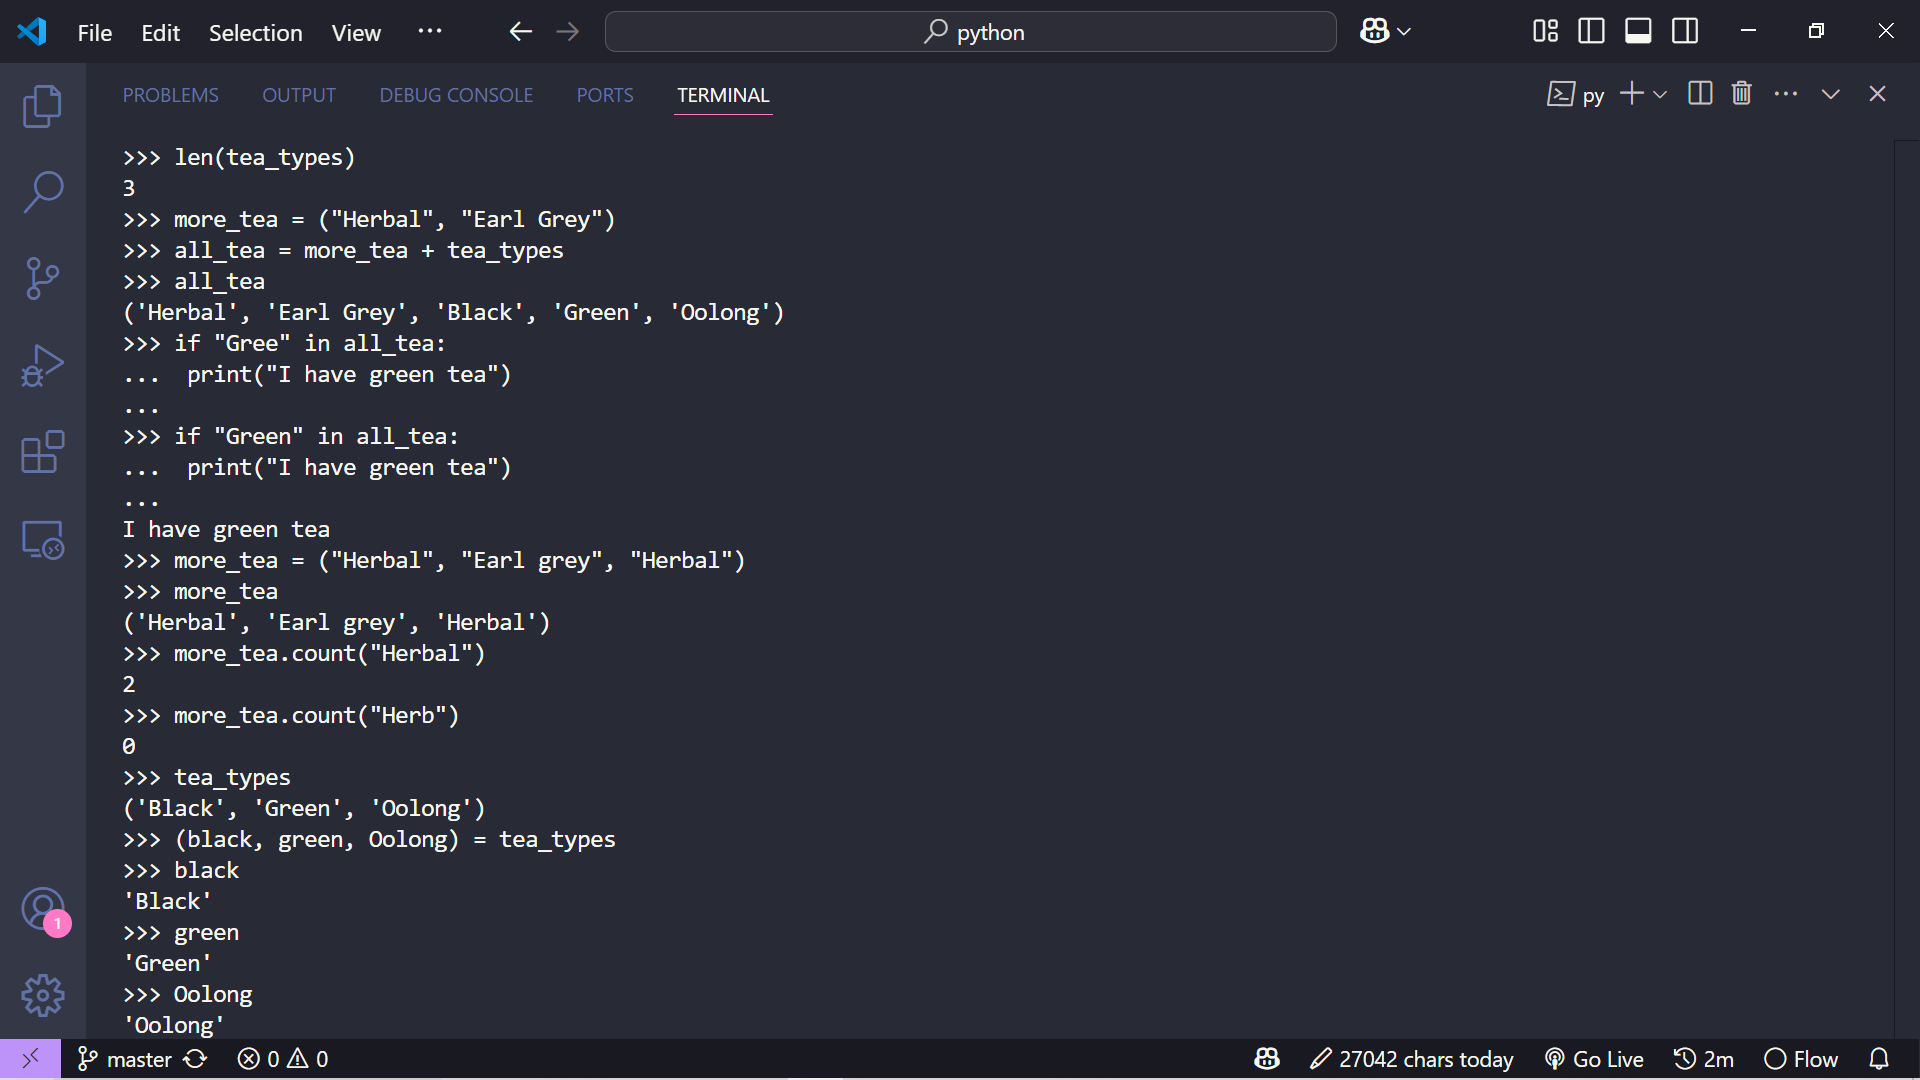 File Edit Selection View ··· python
PROBLEMS OUTPUT DEBUG CONSOLE PORTS TERMINAL py
>>> len(tea_types)
3
>>> more_tea = ("Herbal", "Earl Grey")
>>> all_tea = more_tea + tea_types
>>> all_tea
('Herbal', 'Earl Grey', 'Black', 'Green', 'Oolong')
>>> if "Gree" in all_tea:
...  print("I have green tea")
...
>>> if "Green" in all_tea:
...  print("I have green tea")
...
I have green tea
>>> more_tea = ("Herbal", "Earl grey", "Herbal")
>>> more_tea
('Herbal', 'Earl grey', 'Herbal')
>>> more_tea.count("Herbal")
2
>>> more_tea.count("Herb")
0
>>> tea_types
('Black', 'Green', 'Oolong')
>>> (black, green, Oolong) = tea_types
>>> black
'Black'
>>> green
'Green'
>>> Oolong
'Oolong'
1
master 0 0 27042 chars today Go Live 2m Flow